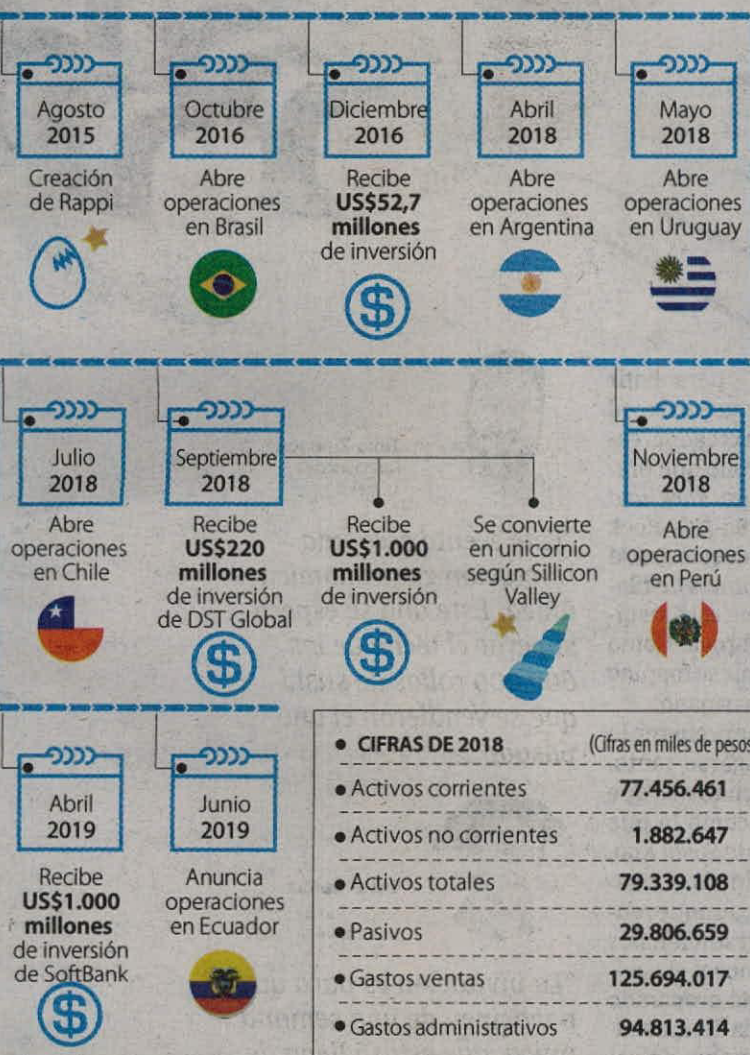 Agosto
2015
Creación
de Rappi
Octubre
2016
Abre
operaciones
en Brasil
Diciembre
2016
Recibe
US$52,7
millones
de inversión
$
Abril
2018
Abre
operaciones
en Argentina
Mayo
2018
Abre
operaciones
en Uruguay
Julio
2018
Abre
operaciones
en Chile
Septiembre
2018
Recibe
US$220
millones
de inversión
de DST Global
$
Recibe
US$1.000
millones
de inversión
$
Se convierte
en unicornio
según Sillicon
Valley
Noviembre
2018
Abre
operaciones
en Perú
Abril
2019
Recibe
US$1.000
millones
de inversión
de SoftBank
$
Junio
2019
Anuncia
operaciones
en Ecuador
• CIFRAS DE 2018 (Cifras en miles de pesos
• Activos corrientes 77.456.461
• Activos no corrientes 1.882.647
• Activos totales 79.339.108
• Pasivos 29.806.659
• Gastos ventas 125.694.017
• Gastos administrativos 94.813.414